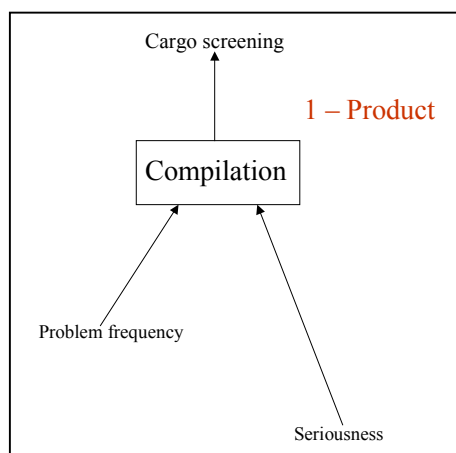 Cargo screening
1 – Product
Compilation
Problem frequency
Seriousness